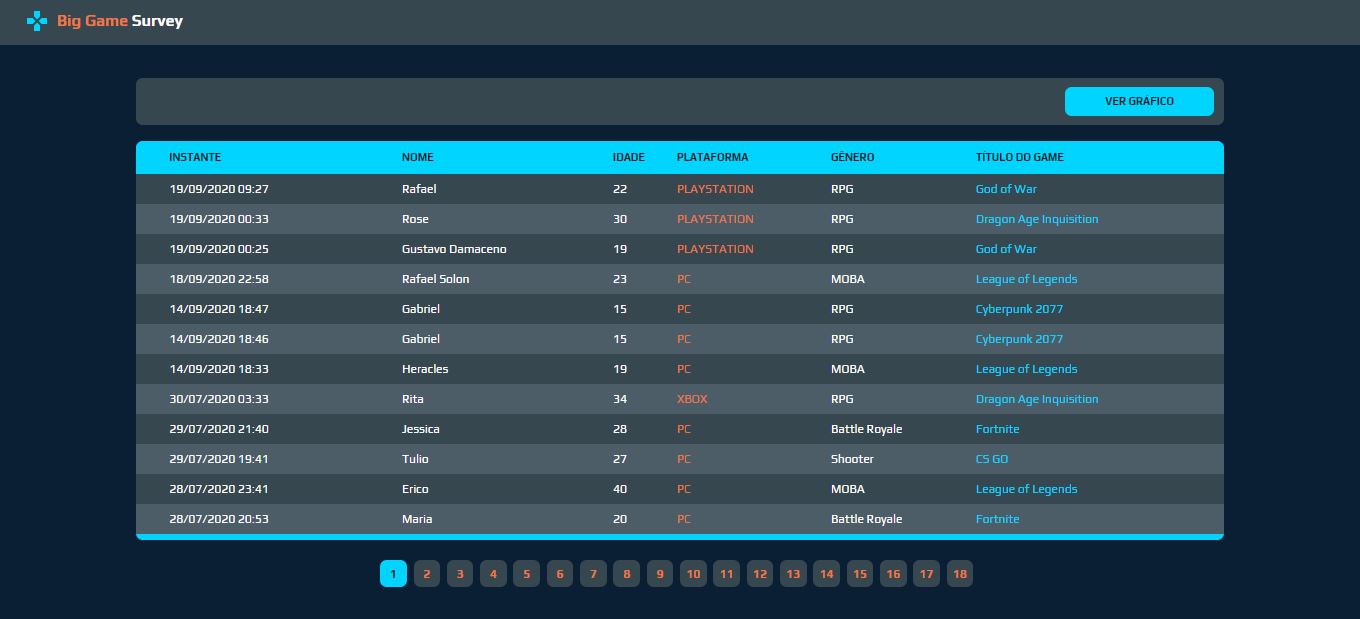 Big Game Survey
VER GRÁFICO
INSTANTE NOME IDADE PLATAFORMA GÊNERO TÍTULO DO GAME
19/09/2020 09:27 Rafael 22 PLAYSTATION RPG God of War
19/09/2020 00:33 Rose 30 PLAYSTATION RPG Dragon Age Inquisition
19/09/2020 00:25 Gustavo Damaceno 19 PLAYSTATION RPG God of War
18/09/2020 22:58 Rafael Solon 23 PC MOBA League of Legends
14/09/2020 18:47 Gabriel 15 PC RPG Cyberpunk 2077
14/09/2020 18:46 Gabriel 15 PC RPG Cyberpunk 2077
14/09/2020 18:33 Heracles 19 PC MOBA League of Legends
30/07/2020 03:33 Rita 34 XBOX RPG Dragon Age Inquisition
29/07/2020 21:40 Jessica 28 PC Battle Royale Fortnite
29/07/2020 19:41 Tulio 27 PC Shooter CS GO
28/07/2020 23:41 Erico 40 PC MOBA League of Legends
28/07/2020 20:53 Maria 20 PC Battle Royale Fortnite
1 2 3 4 5 6 7 8 9 10 11 12 13 14 15 16 17 18